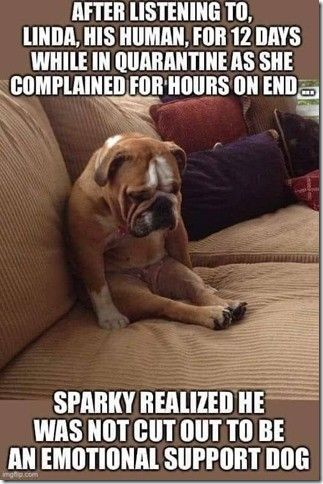 AFTER LISTENING TO,
LINDA, HIS HUMAN, FOR 12 DAYS
WHILE IN QUARANTINE AS SHE
COMPLAINED FOR HOURS ON END...
SPARKY REALIZED HE
WAS NOT CUT OUT TO BE
AN EMOTIONAL SUPPORT DOG
imgflip.com